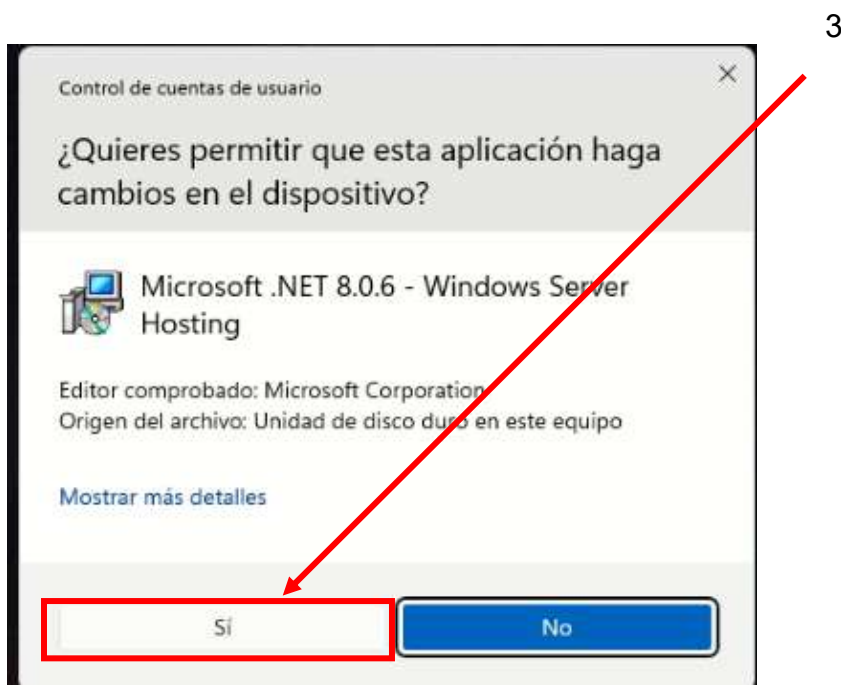 3
Control de cuentas de usuario
¿Quieres permitir que esta aplicación haga
cambios en el dispositivo?
Microsoft .NET 8.0.6 - Windows Server
Hosting
Editor comprobado: Microsoft Corporation
Origen del archivo: Unidad de disco duro en este equipo
Mostrar más detalles
Sí
No